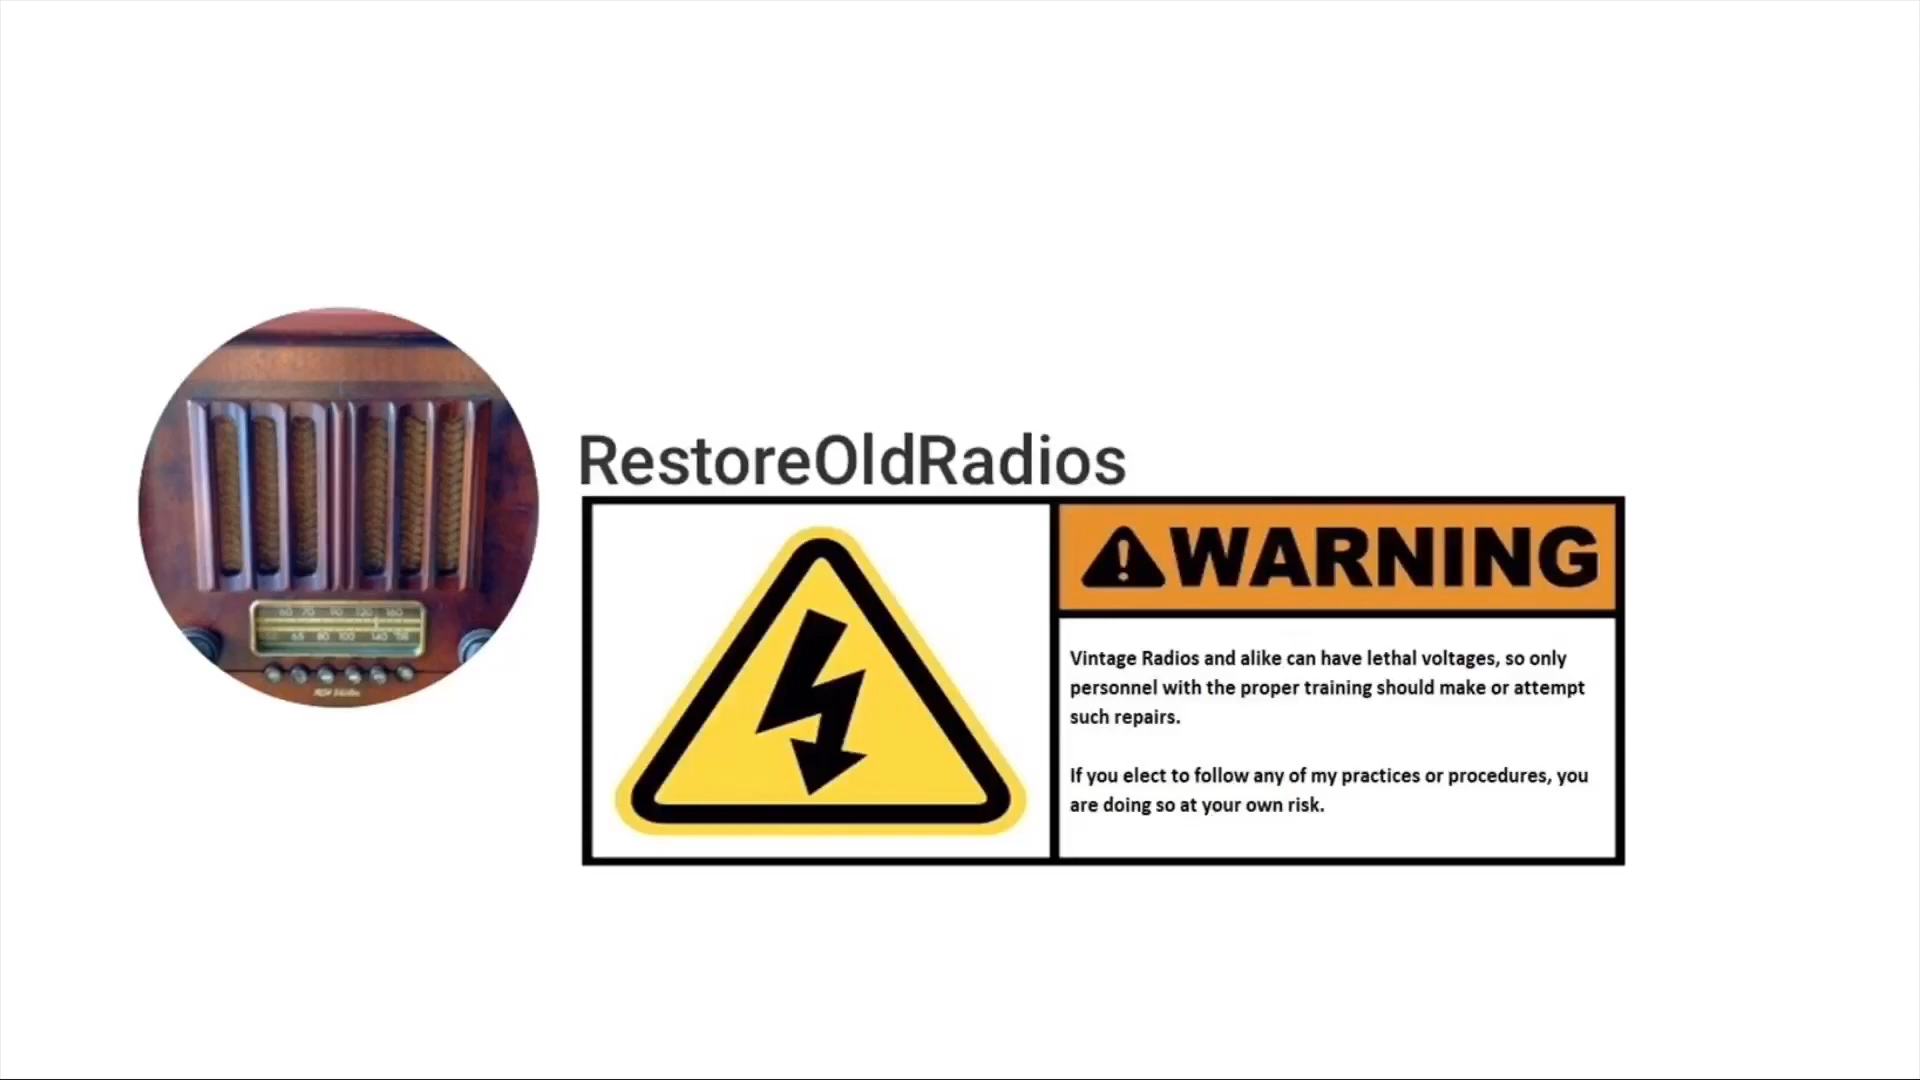 RestoreOldRadios
WARNING
Vintage Radios and alike can have lethal voltages, so only
personnel with the proper training should make or attempt
such repairs.
If you elect to follow any of my practices or procedures, you
are doing so at your own risk.